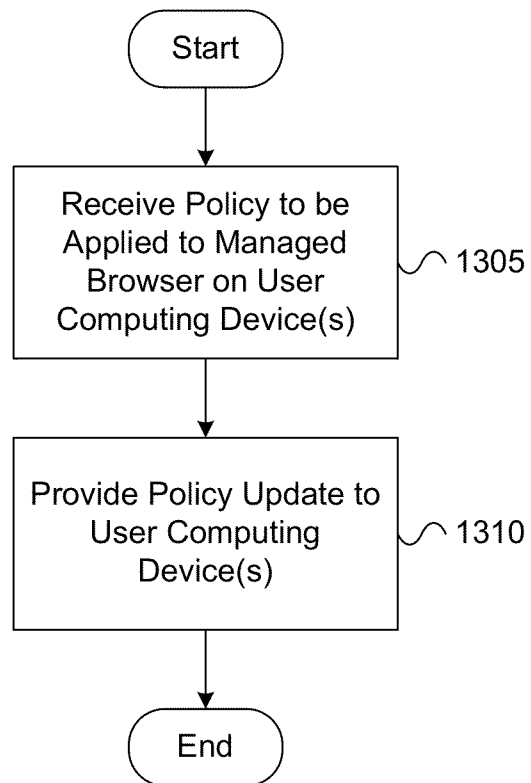 Start
Receive Policy to be
Applied to Managed
Browser on User
Computing Device(s)
1305
Provide Policy Update to
User Computing
Device(s)
1310
End